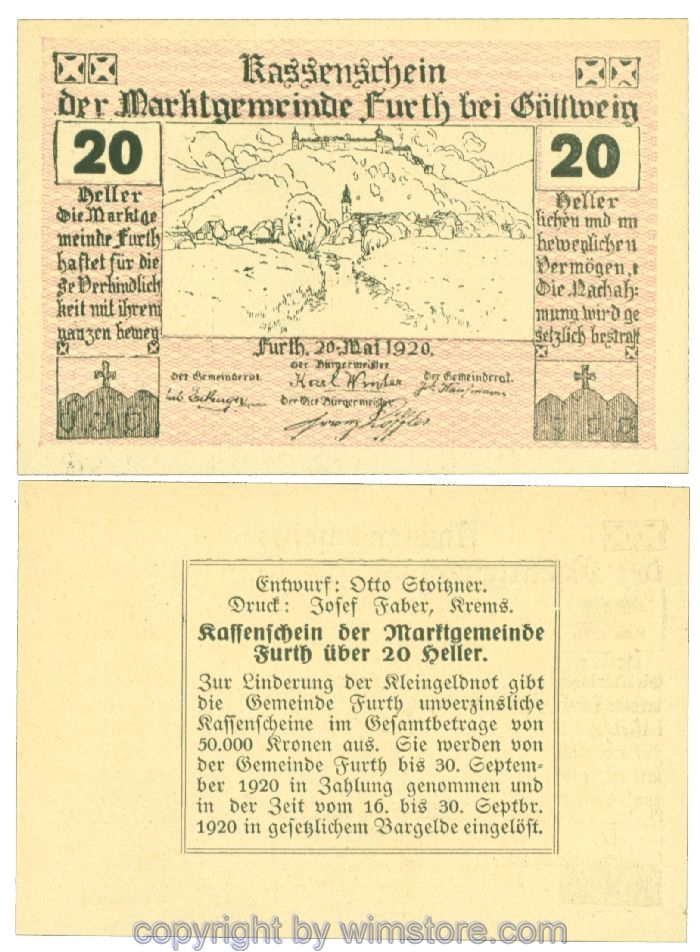 Kassenschein
der Marktgemeinde Furth bei Göttweig
20
Heller
Die Marktge
meinde Furth
haftet für die
se Verbindlich
keit mit ihrem
ganzen beweg
20
Heller
lichen und un
beweglichen
Vermögen.
Die Nachah-
mung wird ge
setzlich bestraft
Furth, 20. Mai 1920.
der Bürgermeister
Karl Winter
der Gemeinderat.
der Gemeinderat.
der Vice Bürgermeister
Franz Löffler
Entwurf: Otto Stoitzner.
Druck: Josef Faber, Krems.
Kassenschein der Marktgemeinde
Furth über 20 Heller.
Zur Linderung der Kleingeldnot gibt
die Gemeinde Furth unverzinsliche
Kassenscheine im Gesamtbetrage von
50.000 Kronen aus. Sie werden von
der Gemeinde Furth bis 30. Septem-
ber 1920 in Zahlung genommen und
in der Zeit vom 16. bis 30. Septbr.
1920 in gesetzlichem Bargelde eingelöst.
copyright by wimstore.com